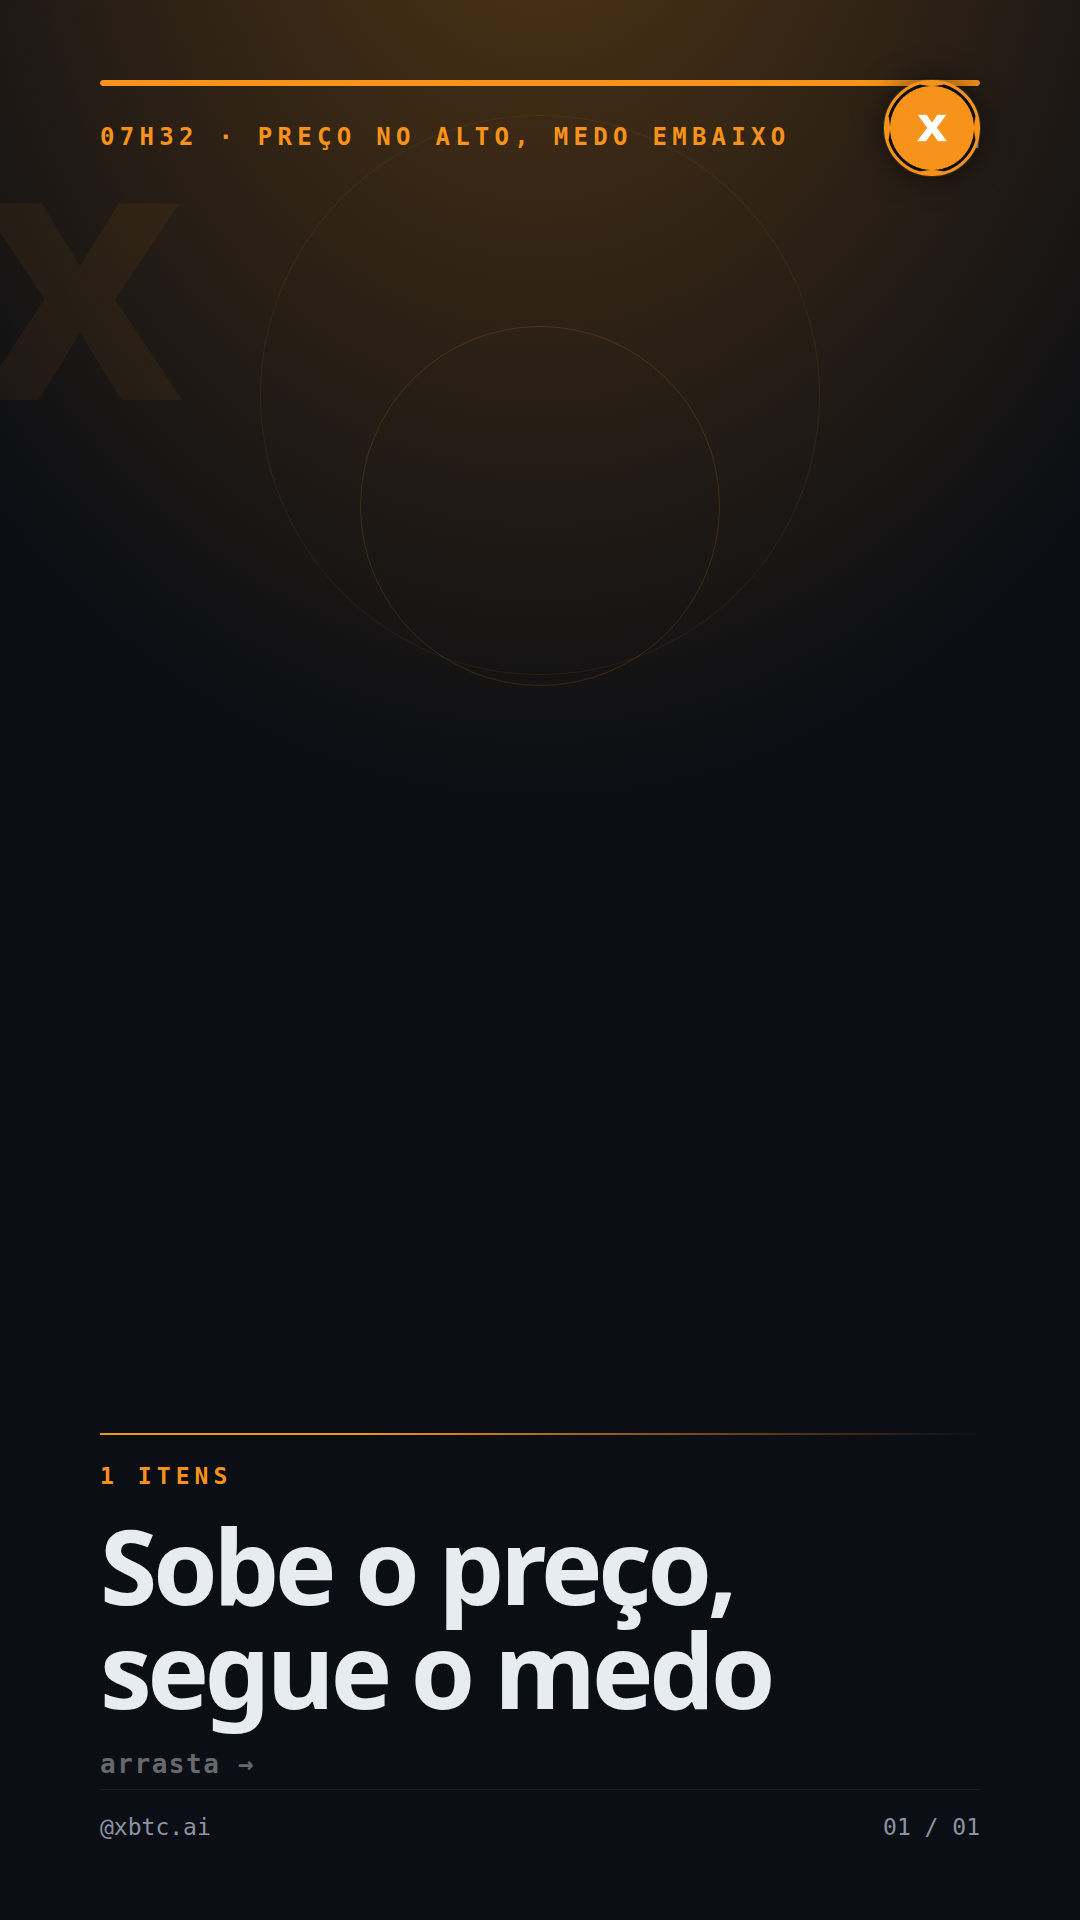 07H32 · PREÇO NO ALTO, MEDO EMBAIXO
X
X
1 ITENS
Sobe o preço,
segue o medo
arrasta →
@xbtc.ai
01 / 01